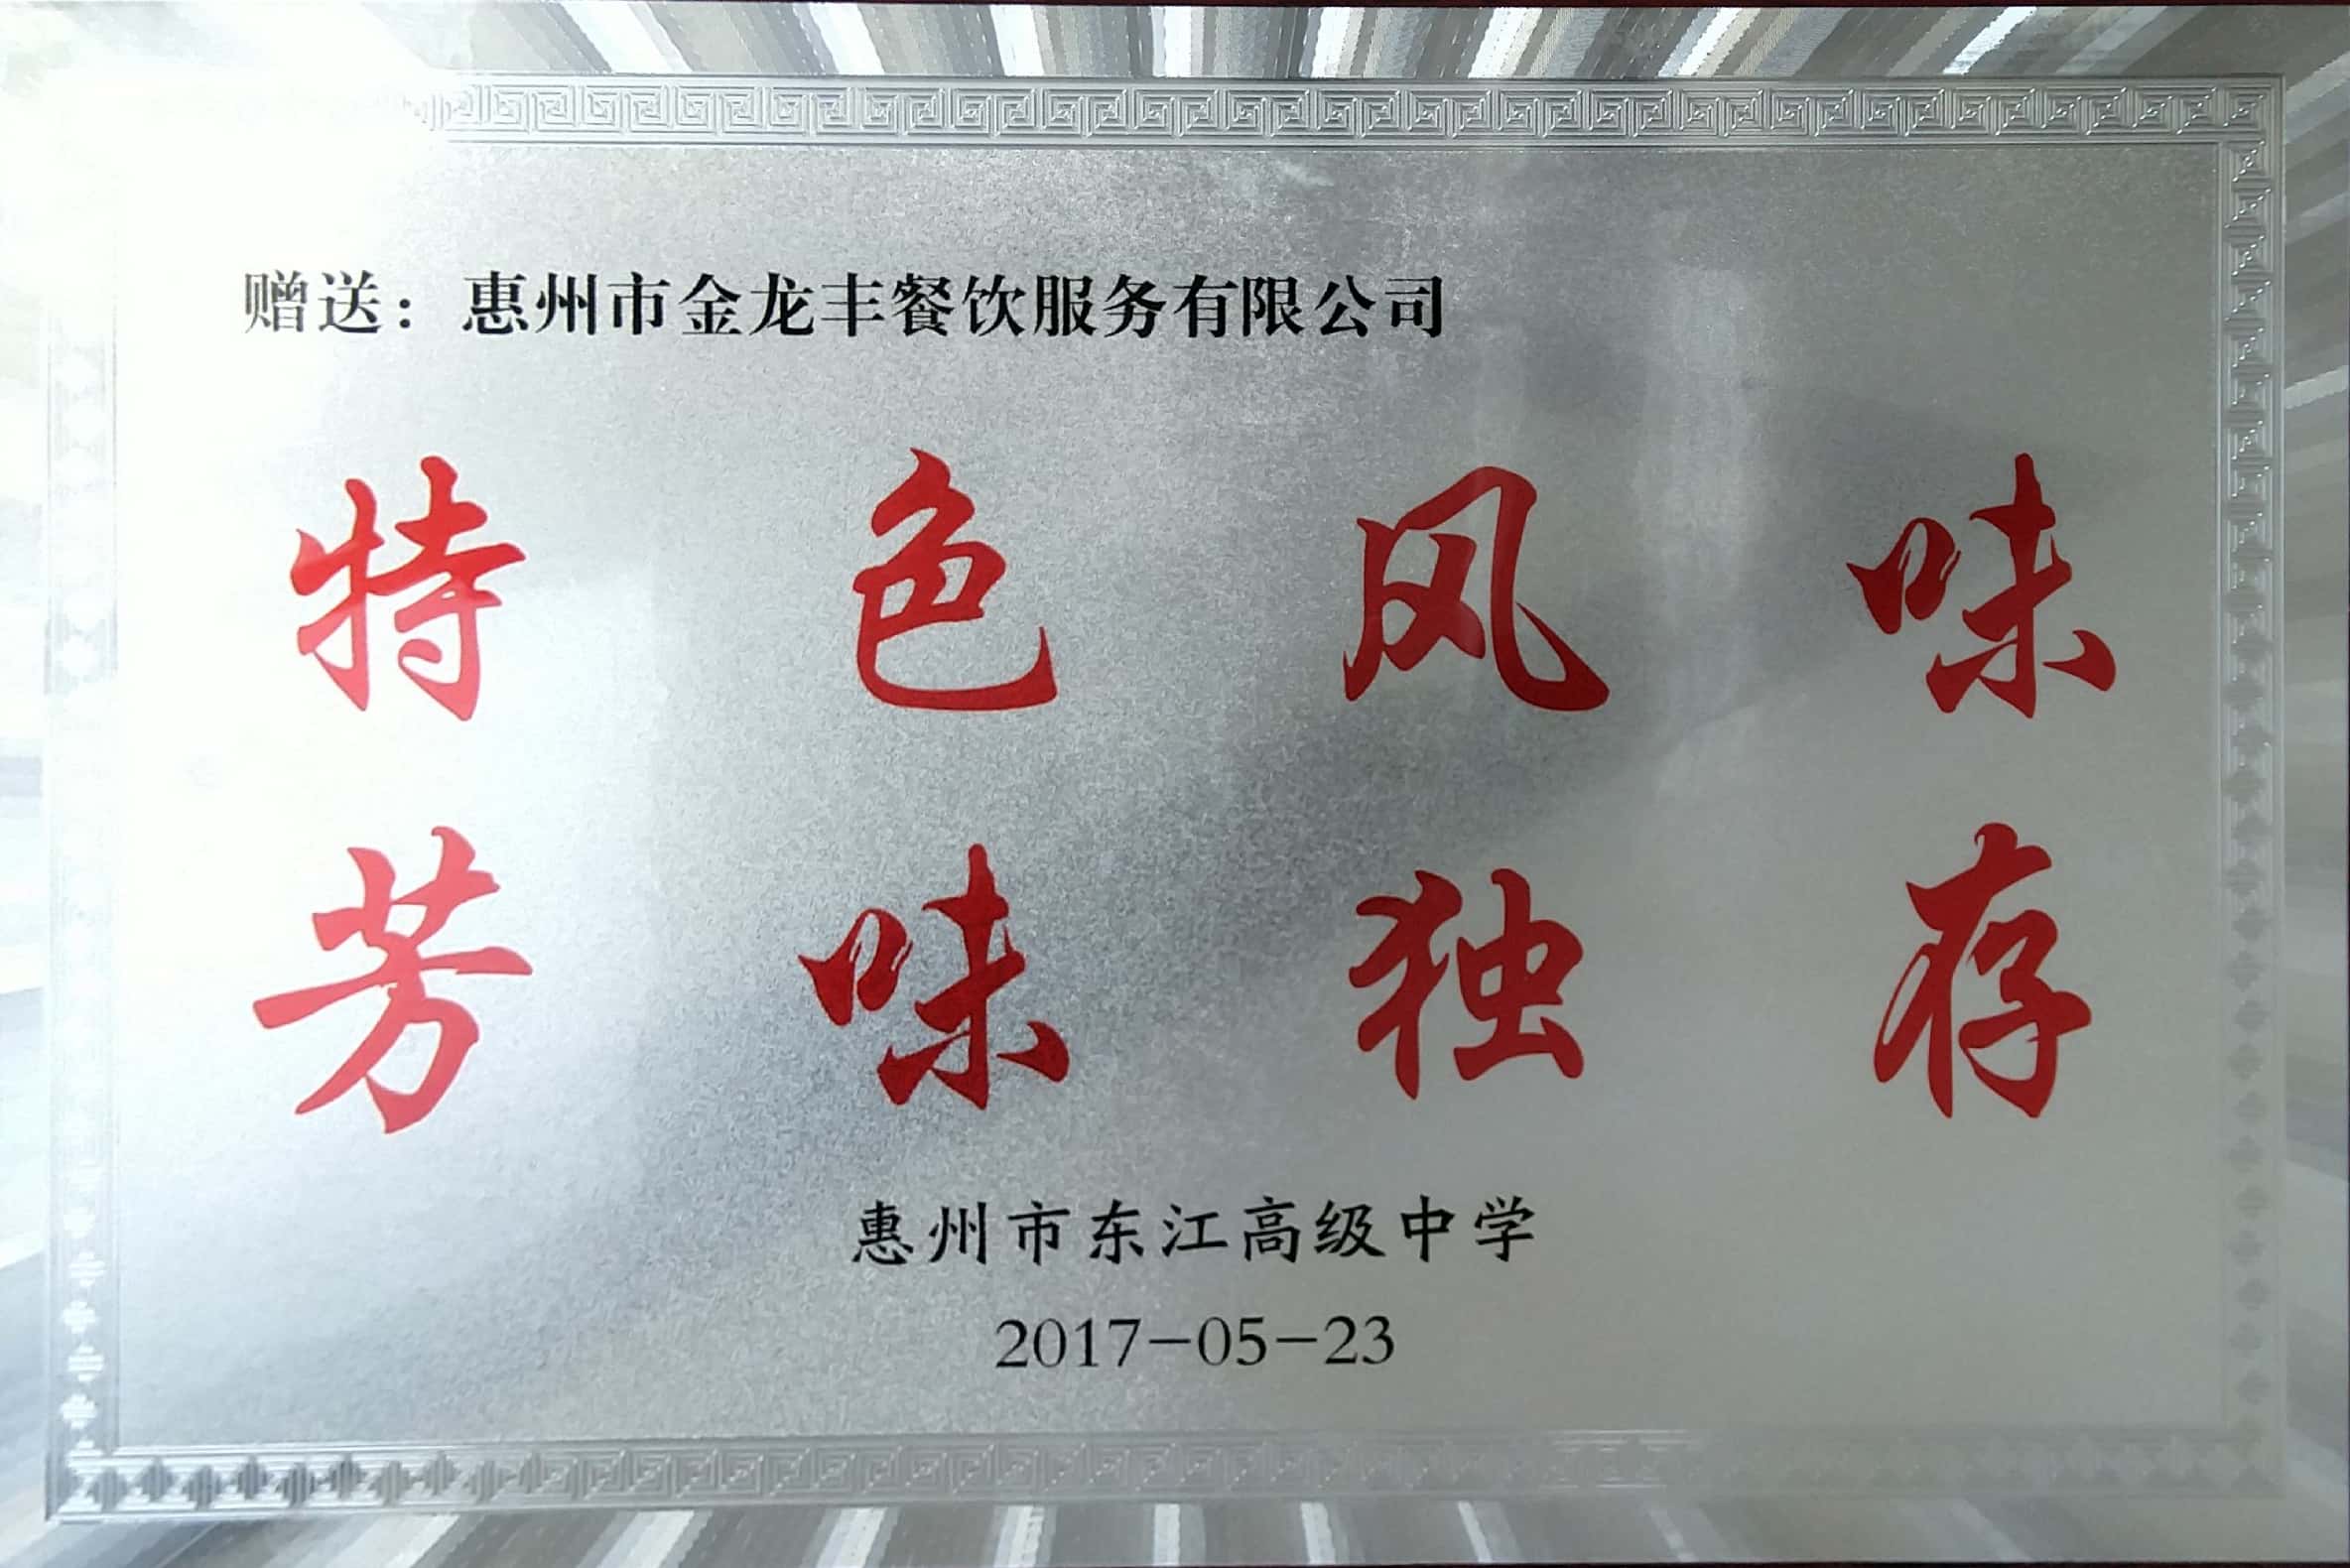 赠送：惠州市金龙丰餐饮服务有限公司
特色风味
芳味独存
惠州市东江高级中学
2017-05-23